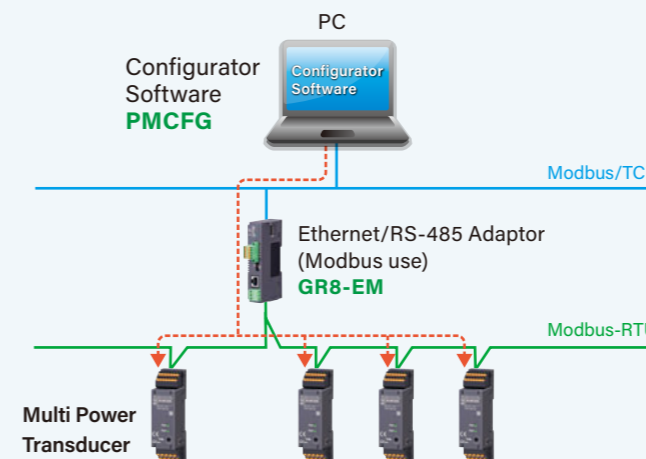 PC
Configurator
Software
PMCFG
Configurator
Software
Modbus/TC
Ethernet/RS-485 Adaptor
(Modbus use)
GR8-EM
Modbus-RTU
Multi Power
Transducer